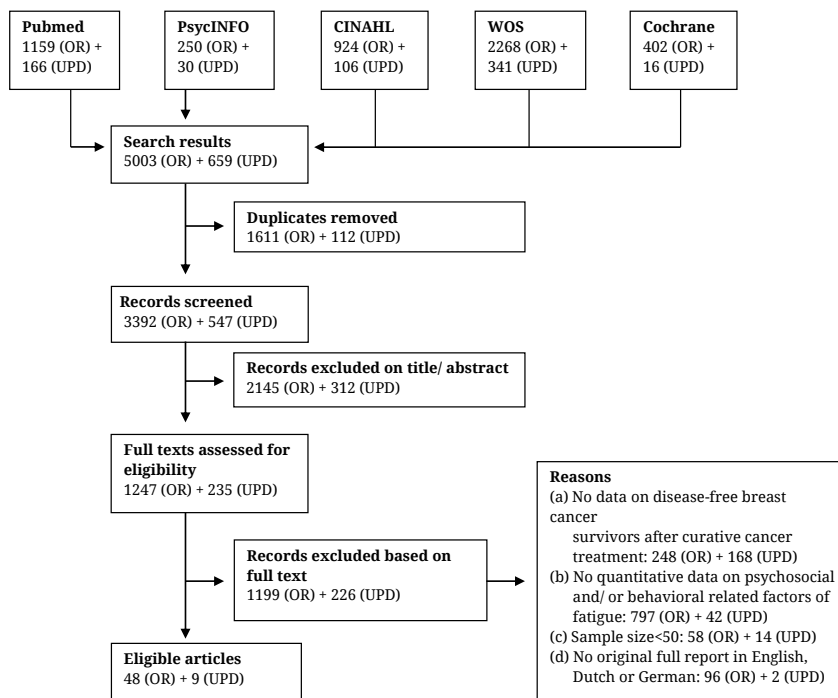 Pubmed
1159 (OR) +
166 (UPD)
PsycINFO
250 (OR) +
30 (UPD)
CINAHL
924 (OR) +
106 (UPD)
WOS
2268 (OR) +
341 (UPD)
Cochrane
402 (OR) +
16 (UPD)
Search results
5003 (OR) + 659 (UPD)
Duplicates removed
1611 (OR) + 112 (UPD)
Records screened
3392 (OR) + 547 (UPD)
Records excluded on title/ abstract
2145 (OR) + 312 (UPD)
Full texts assessed for
eligibility
1247 (OR) + 235 (UPD)
Records excluded based on
full text
1199 (OR) + 226 (UPD)
Reasons
(a) No data on disease-free breast
cancer
survivors after curative cancer
treatment: 248 (OR) + 168 (UPD)
(b) No quantitative data on psychosocial
and/ or behavioral related factors of
fatigue: 797 (OR) + 42 (UPD)
(c) Sample size<50: 58 (OR) + 14 (UPD)
(d) No original full report in English,
Dutch or German: 96 (OR) + 2 (UPD)
Eligible articles
48 (OR) + 9 (UPD)